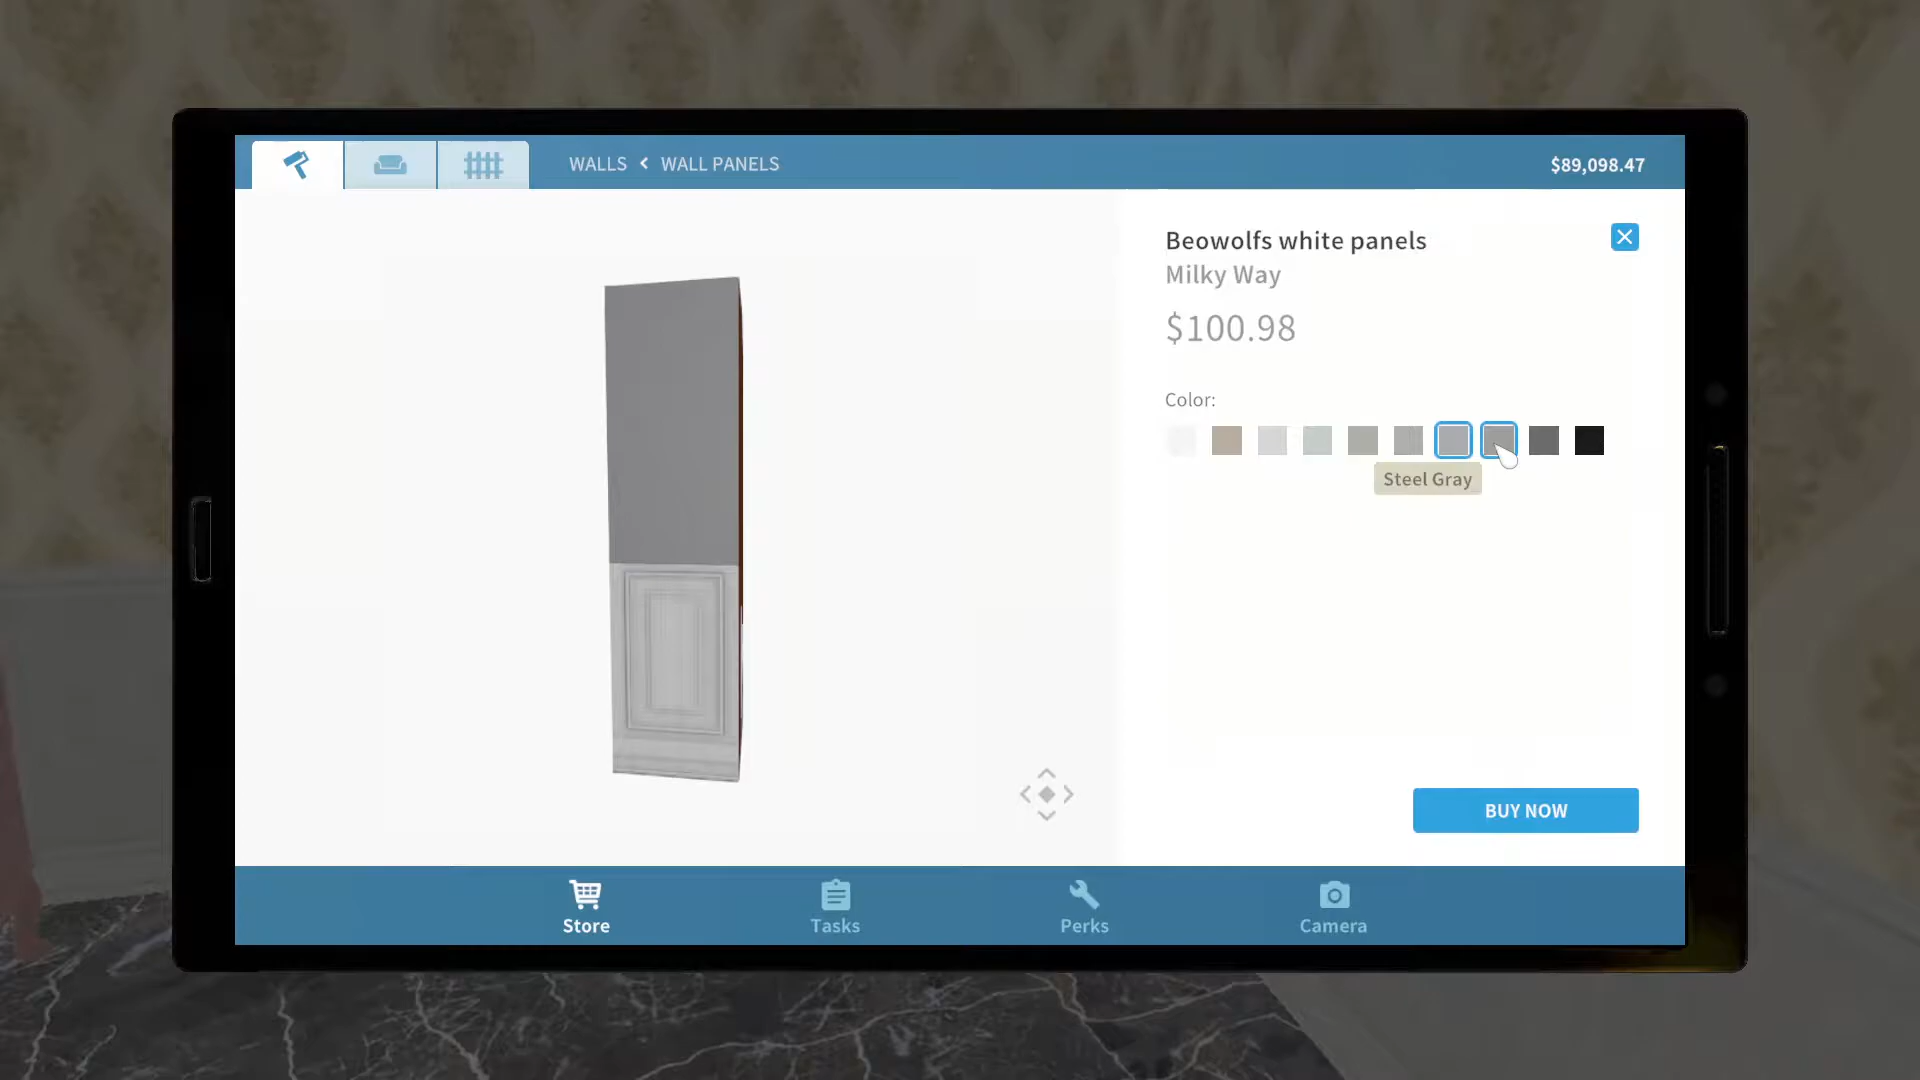 WALLS < WALL PANELS
$89,098.47
Beowolfs white panels
Milky Way
$100.98
Color:
Steel Gray
BUY NOW
Store
Tasks
Perks
Camera